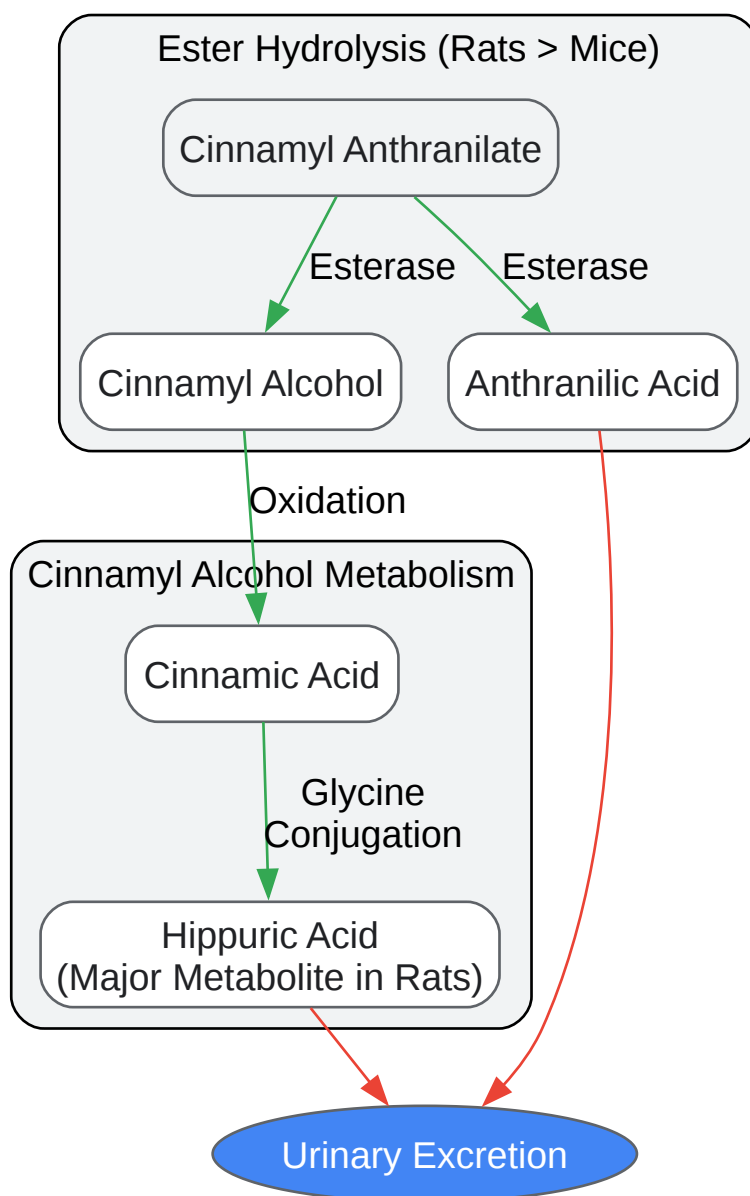 Ester Hydrolysis (Rats > Mice)
Cinnamyl Anthranilate
Esterase
Esterase
Cinnamyl Alcohol
Anthranilic Acid
Oxidation
Cinnamyl Alcohol Metabolism
Cinnamic Acid
Glycine
Conjugation
Hippuric Acid
(Major Metabolite in Rats)
Urinary Excretion